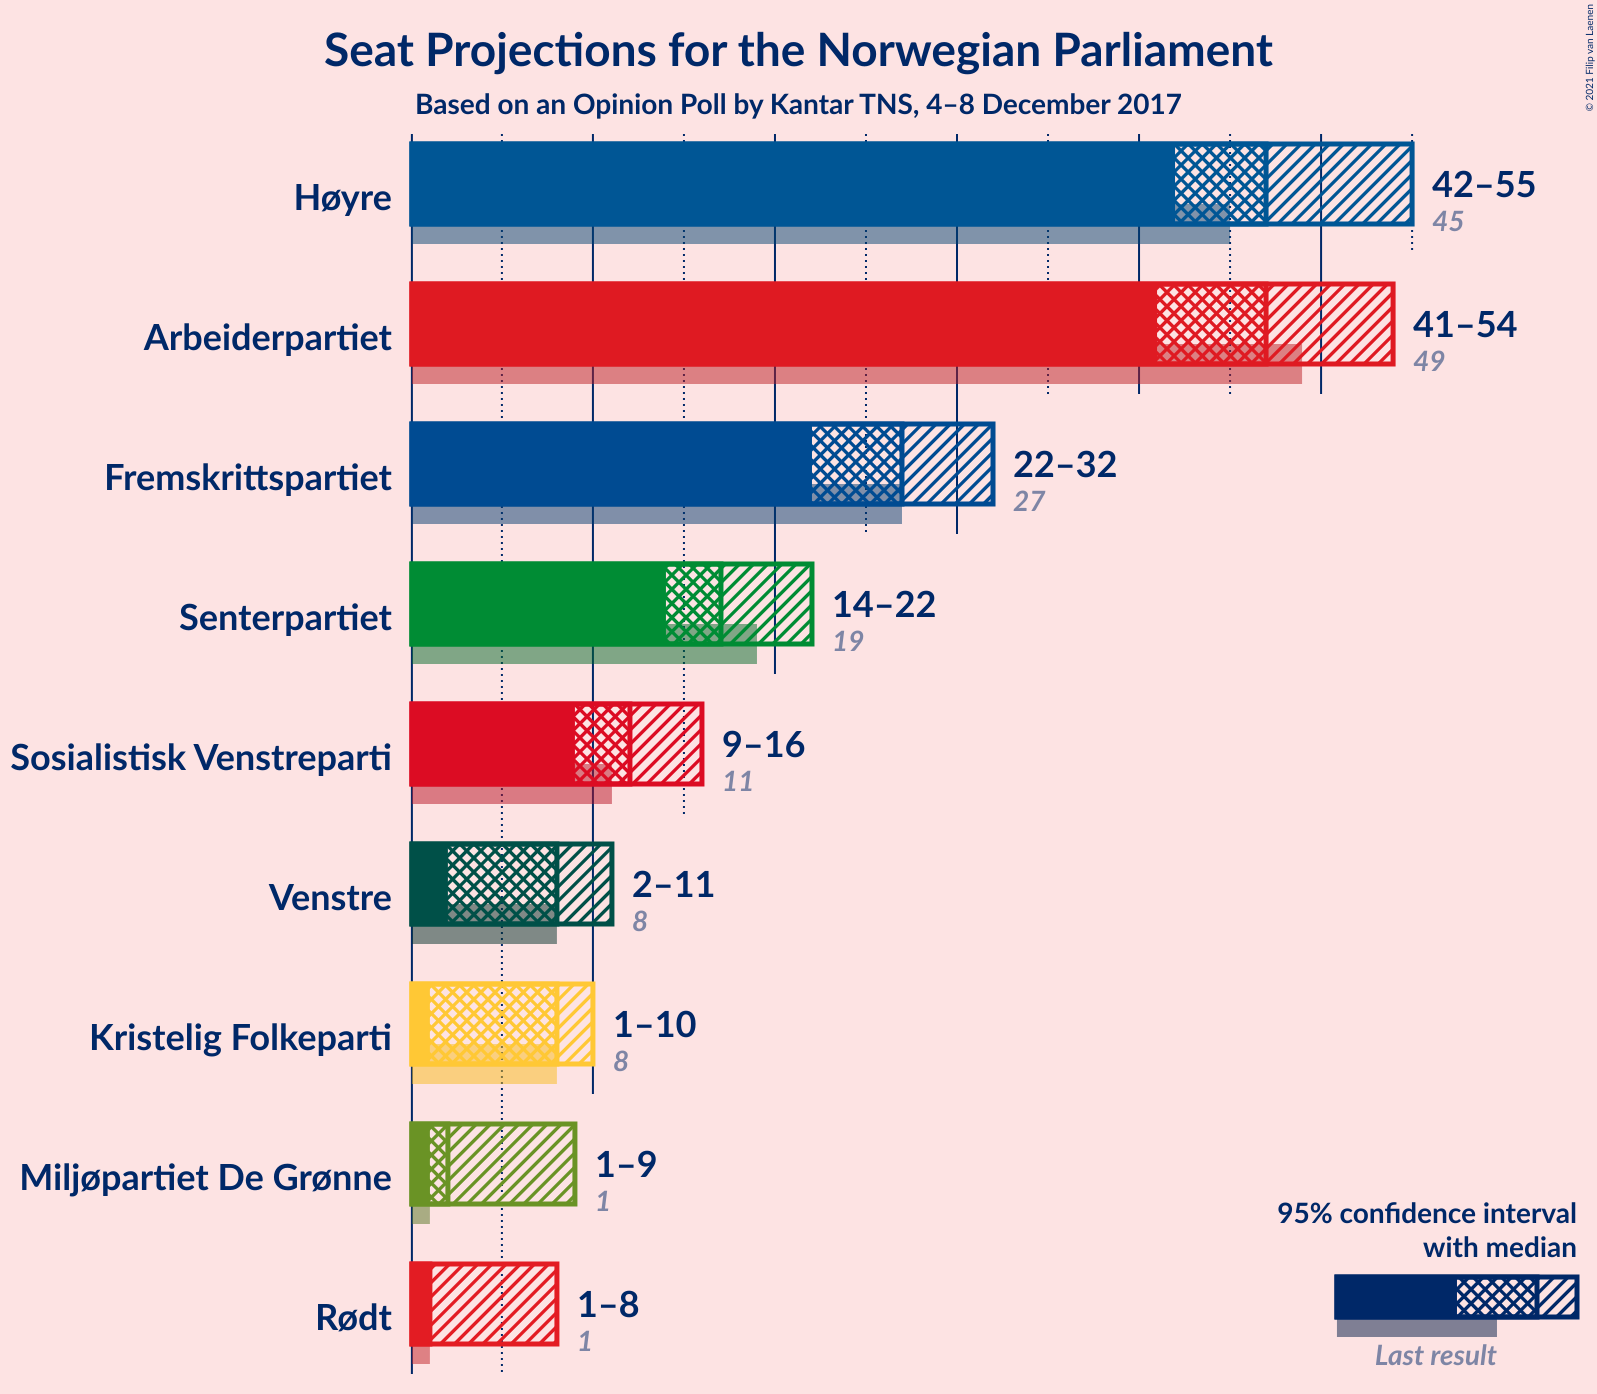 Seat Projections for the Norwegian Parliament
Based on an Opinion Poll by Kantar TNS, 4–8 December 2017
© 2021 Filip van Laenen
Høyre
42–55
45
Arbeiderpartiet
41–54
49
Fremskrittspartiet
22–32
27
Senterpartiet
14–22
19
Sosialistisk Venstreparti
9–16
11
Venstre
2–11
8
Kristelig Folkeparti
1–10
8
Miljøpartiet De Grønne
1–9
1
Rødt
1–8
1
95% confidence interval
with median
Last result